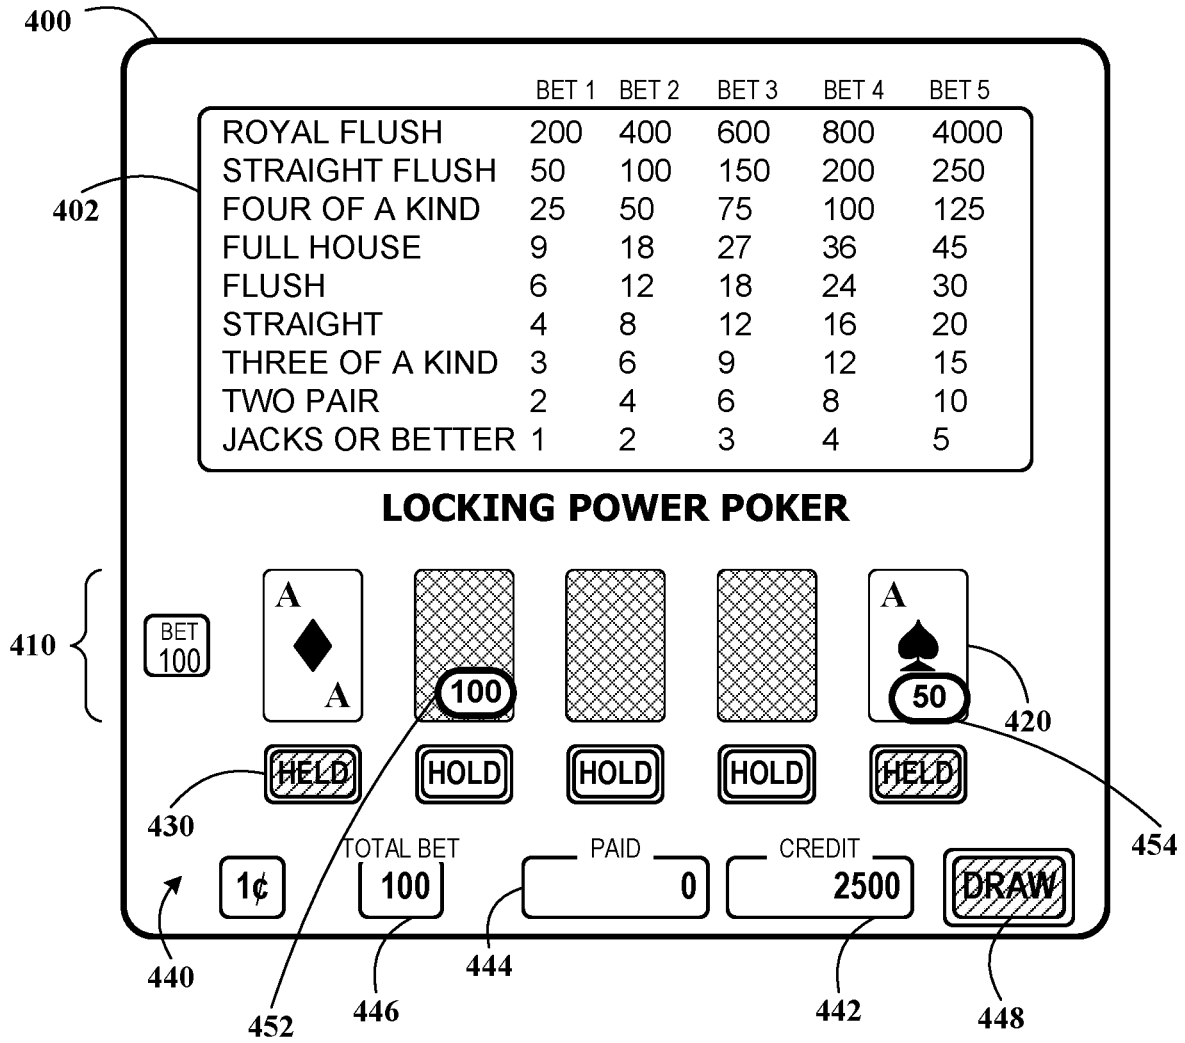 400
BET 1 BET 2 BET 3 BET 4 BET 5
ROYAL FLUSH 200 400 600 800 4000
STRAIGHT FLUSH 50 100 150 200 250
402
FOUR OF A KIND 25 50 75 100 125
FULL HOUSE 9 18 27 36 45
FLUSH 6 12 18 24 30
STRAIGHT 4 8 12 16 20
THREE OF A KIND 3 6 9 12 15
TWO PAIR 2 4 6 8 10
JACKS OR BETTER 1 2 3 4 5
LOCKING POWER POKER
A A
410
BET
100
A 100 50
420
HELD HOLD HOLD HOLD HELD
430
454
TOTAL BET PAID CREDIT
1¢ 100 0 2500 DRAW
440 444
446 442 448
452